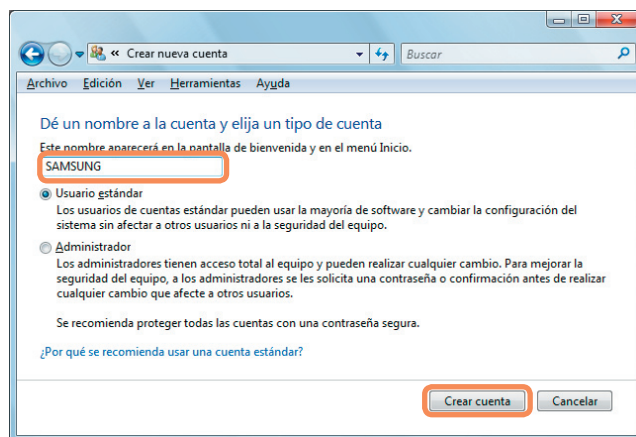 « Crear nueva cuenta
Buscar
Archivo Edición Ver Herramientas Ayuda
Dé un nombre a la cuenta y elija un tipo de cuenta
Este nombre aparecerá en la pantalla de bienvenida y en el menú Inicio.
SAMSUNG
Usuario estándar
Los usuarios de cuentas estándar pueden usar la mayoría de software y cambiar la configuración del
sistema sin afectar a otros usuarios ni a la seguridad del equipo.
Administrador
Los administradores tienen acceso total al equipo y pueden realizar cualquier cambio. Para mejorar la
seguridad del equipo, a los administradores se les solicita una contraseña o confirmación antes de realizar
cualquier cambio que afecte a otros usuarios.
Se recomienda proteger todas las cuentas con una contraseña segura.
¿Por qué se recomienda usar una cuenta estándar?
Crear cuenta Cancelar